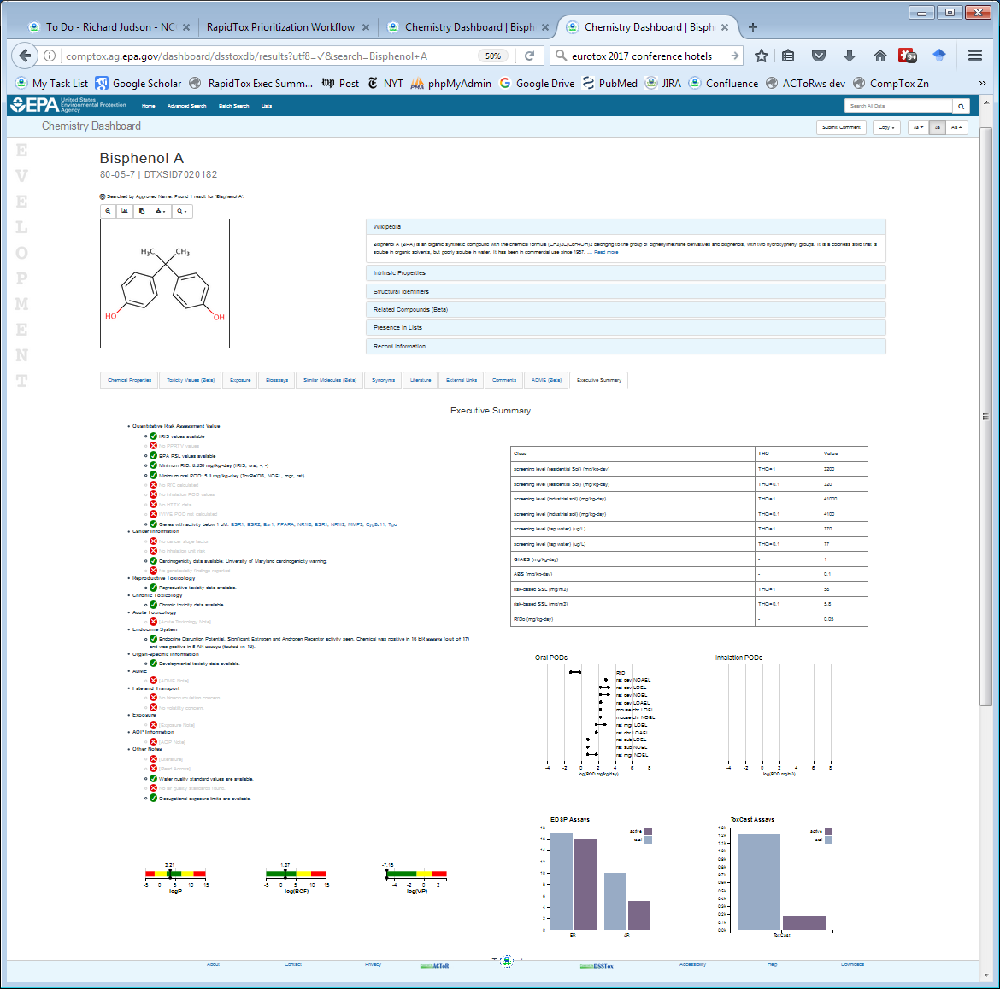 To Do - Richard Judson - NC
RapidTox Prioritization Workflow
Chemistry Dashboard | Bisph
Chemistry Dashboard | Bisph
comptox.ag.epa.gov/dashboard/dsstoxdb/results?utf8=✓&search=Bisphenol+A
50%
eurotox 2017 conference hotels
9+
My Task List
Google Scholar
RapidTox Exec Summ...
wp Post
NYT
phpMyAdmin
Google Drive
PubMed
JIRA
Confluence
ACToRws dev
CompTox Zn
EPA United States Environmental Protection Agency
Home
Advanced Search
Batch Search
Lists
Search All Data
Chemistry Dashboard
Submit Comment
Copy
Aa
Aa
Aa
EVELOPMENT
Bisphenol A
80-05-7 | DTXSID7020182
Searched by Approved Name: Found 1 result for 'Bisphenol A'.
H3C
CH3
HO
OH
Wikipedia
Bisphenol A (BPA) is an organic synthetic compound with the chemical formula (CH3)2C(C6H4OH)2 belonging to the group of diphenylmethane derivatives and bisphenols, with two hydroxyphenyl groups. It is a colorless solid that is
soluble in organic solvents, but poorly soluble in water. It has been in commercial use since 1957. ... Read more
Intrinsic Properties
Structural Identifiers
Related Compounds (Beta)
Presence in Lists
Record Information
Chemical Properties
Toxicity Values (Beta)
Exposure
Bioassays
Similar Molecules (Beta)
Synonyms
Literature
External Links
Comments
ADME (Beta)
Executive Summary
Executive Summary
Quantitative Risk Assessment Value
IRIS values available
No PPRTV values
EPA RSL values available
Minimum RfD: 0.050 mg/kg-day (IRIS, oral, -, -)
Minimum oral POD: 5.0 mg/kg-day (ToxRefDB, NOEL, mgr, rat)
No RfC calculated
No inhalation POD values
No HTTK data
IVIVE POD not calculated
Genes with activity below 1 uM: ESR1, ESR2, Esr1, PPARA, NR1I2, ESR1, NR1I2, MMP3, Cyp2c11, Tpo
Cancer Information
No cancer slope factor
No inhalation unit risk
Carcinogenicity data available: University of Maryland carcinogenicity warning.
No genotoxicity findings reported
Reproductive Toxicology
Reproductive toxicity data available.
Chronic Toxicology
Chronic toxicity data available.
Acute Toxicology
[Acute Toxicology Note]
Endocrine System
Endocrine Disruption Potential. Significant Estrogen and Androgen Receptor activity seen. Chemical was positive in 16 ER assays (out of 17)
and was positive in 5 AR assays (tested in 10).
Organ-specific Information
Developmental toxicity data available.
ADME
[ADME Note]
Fate and Transport
No bioaccumulation concern.
No volatility concern.
Exposure
[Exposure Note]
AOP Information
[AOP Note]
Other Notes
[Literature]
[Read Across]
Water quality standard values are available.
No air quality standards found.
Occupational exposure limits are available.
Class THQ Value
screening level (residential Soil) (mg/kg-day) THQ=1 3200
screening level (residential Soil) (mg/kg-day) THQ=0.1 320
screening level (industrial soil) (mg/kg-day) THQ=1 41000
screening level (industrial soil) (mg/kg-day) THQ=0.1 4100
screening level (tap water) (ug/L) THQ=1 770
screening level (tap water) (ug/L) THQ=0.1 77
GIABS (mg/kg-day) - 1
ABS (mg/kg-day) - 0.1
risk-based SSL (mg/m3) THQ=1 58
risk-based SSL (mg/m3) THQ=0.1 5.8
RfDo (mg/kg-day) - 0.05
Oral PODs
RfD
rat dev NOAEL
rat dev LOEL
rat dev NOEL
rat dev LOAEL
mouse chr LOEL
mouse chr NOEL
rat mgr LOEL
rat chr LOAEL
rat sub LOEL
rat sub NOEL
rat mgr NOEL
-4 -2 0 2 4 6 8
log(POD mg/kg/day)
Inhalation PODs
-4 -2 0 2 4 6 8
log(POD mg/m3)
3.21
-5 0 5 10 15
logP
1.37
-5 0 5 10 15
log(BCF)
-7.15
-4 -2 0 2
log(VP)
EDSP Assays
active
total
18
16
14
12
10
8
6
4
2
0
ER
AR
ToxCast Assays
active
total
1.3k
1.2k
1.1k
1.0k
0.9k
0.8k
0.7k
0.6k
0.5k
0.4k
0.3k
0.2k
0.1k
0.0k
ToxCast
About
Contact
Privacy
ACToR
DSSTox
Accessibility
Help
Downloads